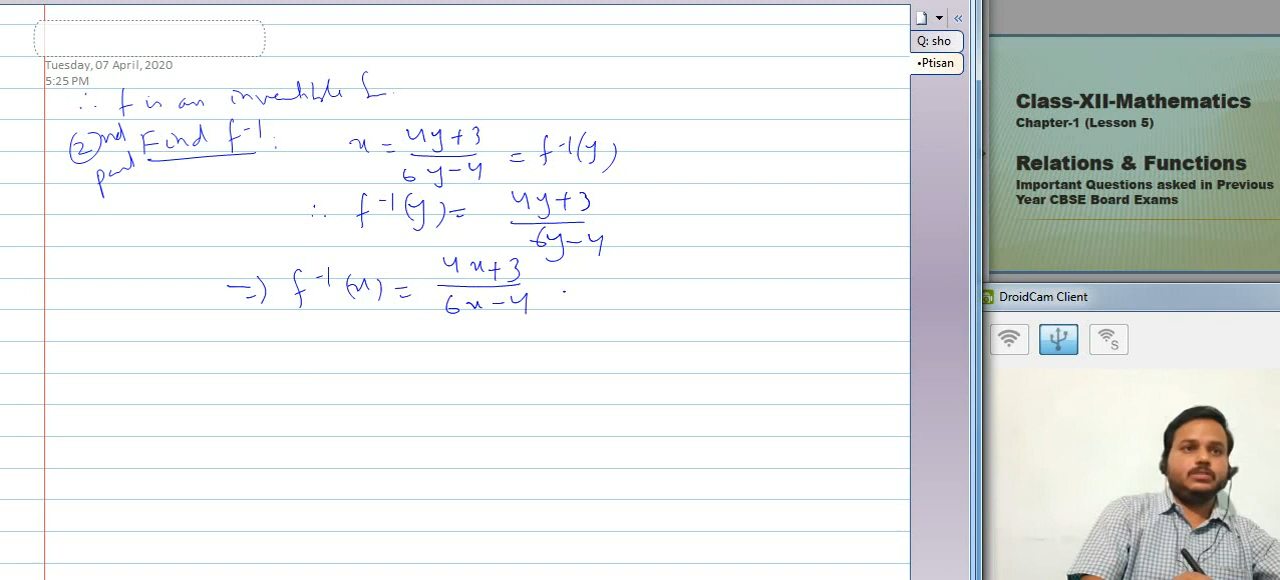 Tuesday, 07 April, 2020
5:25 PM
∴ f is an invertible f.
2nd part Find f⁻¹: x = 4y+3 / 6y-4 = f⁻¹(y)
∴ f⁻¹(y) = 4y+3 / 6y-4
=> f⁻¹(x) = 4x+3 / 6x-4 .
Q: sho
•Ptisan
Class-XII-Mathematics
Chapter-1 (Lesson 5)
Relations & Functions
Important Questions asked in Previous
Year CBSE Board Exams
DroidCam Client
S